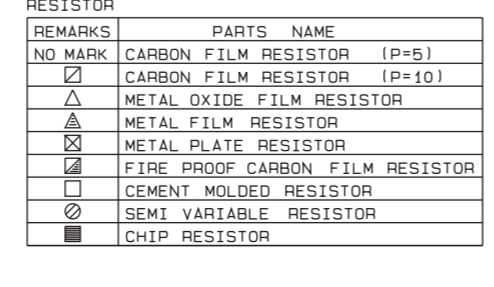 RESISTOR
REMARKS PARTS NAME
NO MARK CARBON FILM RESISTOR (P=5)
CARBON FILM RESISTOR (P=10)
METAL OXIDE FILM RESISTOR
METAL FILM RESISTOR
METAL PLATE RESISTOR
FIRE PROOF CARBON FILM RESISTOR
CEMENT MOLDED RESISTOR
SEMI VARIABLE RESISTOR
CHIP RESISTOR